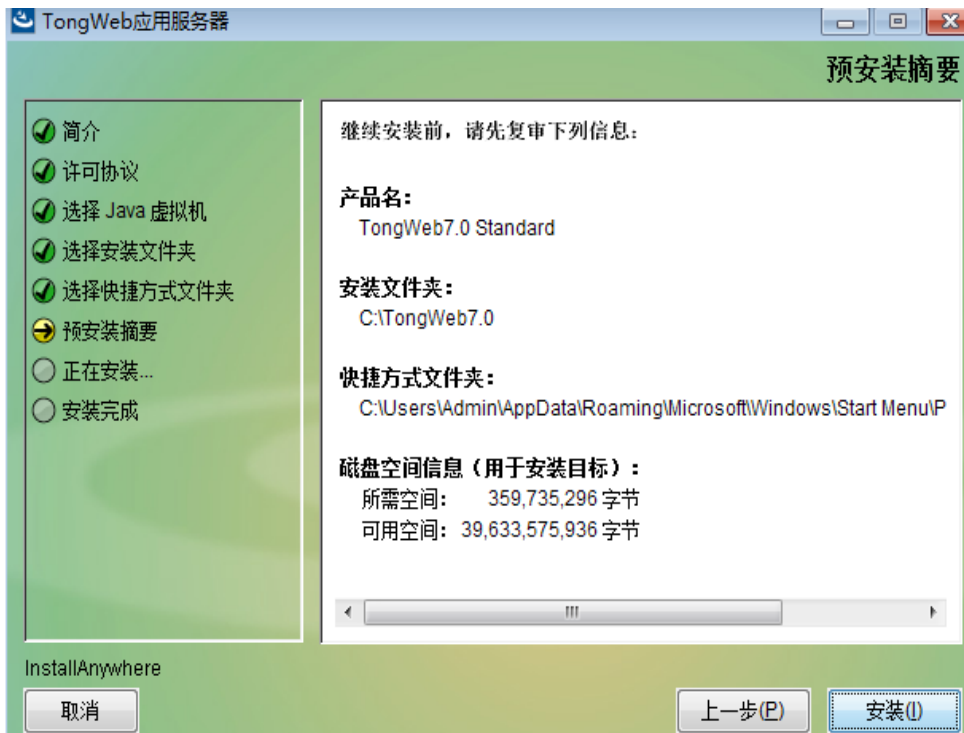 TongWeb应用服务器
预安装摘要
简介
许可协议
选择 Java 虚拟机
选择安装文件夹
选择快捷方式文件夹
预安装摘要
正在安装...
安装完成
继续安装前，请先复审下列信息：
产品名：
TongWeb7.0 Standard
安装文件夹：
C:\TongWeb7.0
快捷方式文件夹：
C:\Users\Admin\AppData\Roaming\Microsoft\Windows\Start Menu\P
磁盘空间信息（用于安装目标）：
所需空间： 359,735,296 字节
可用空间： 39,633,575,936 字节
InstallAnywhere
取消
上一步(P)
安装(I)